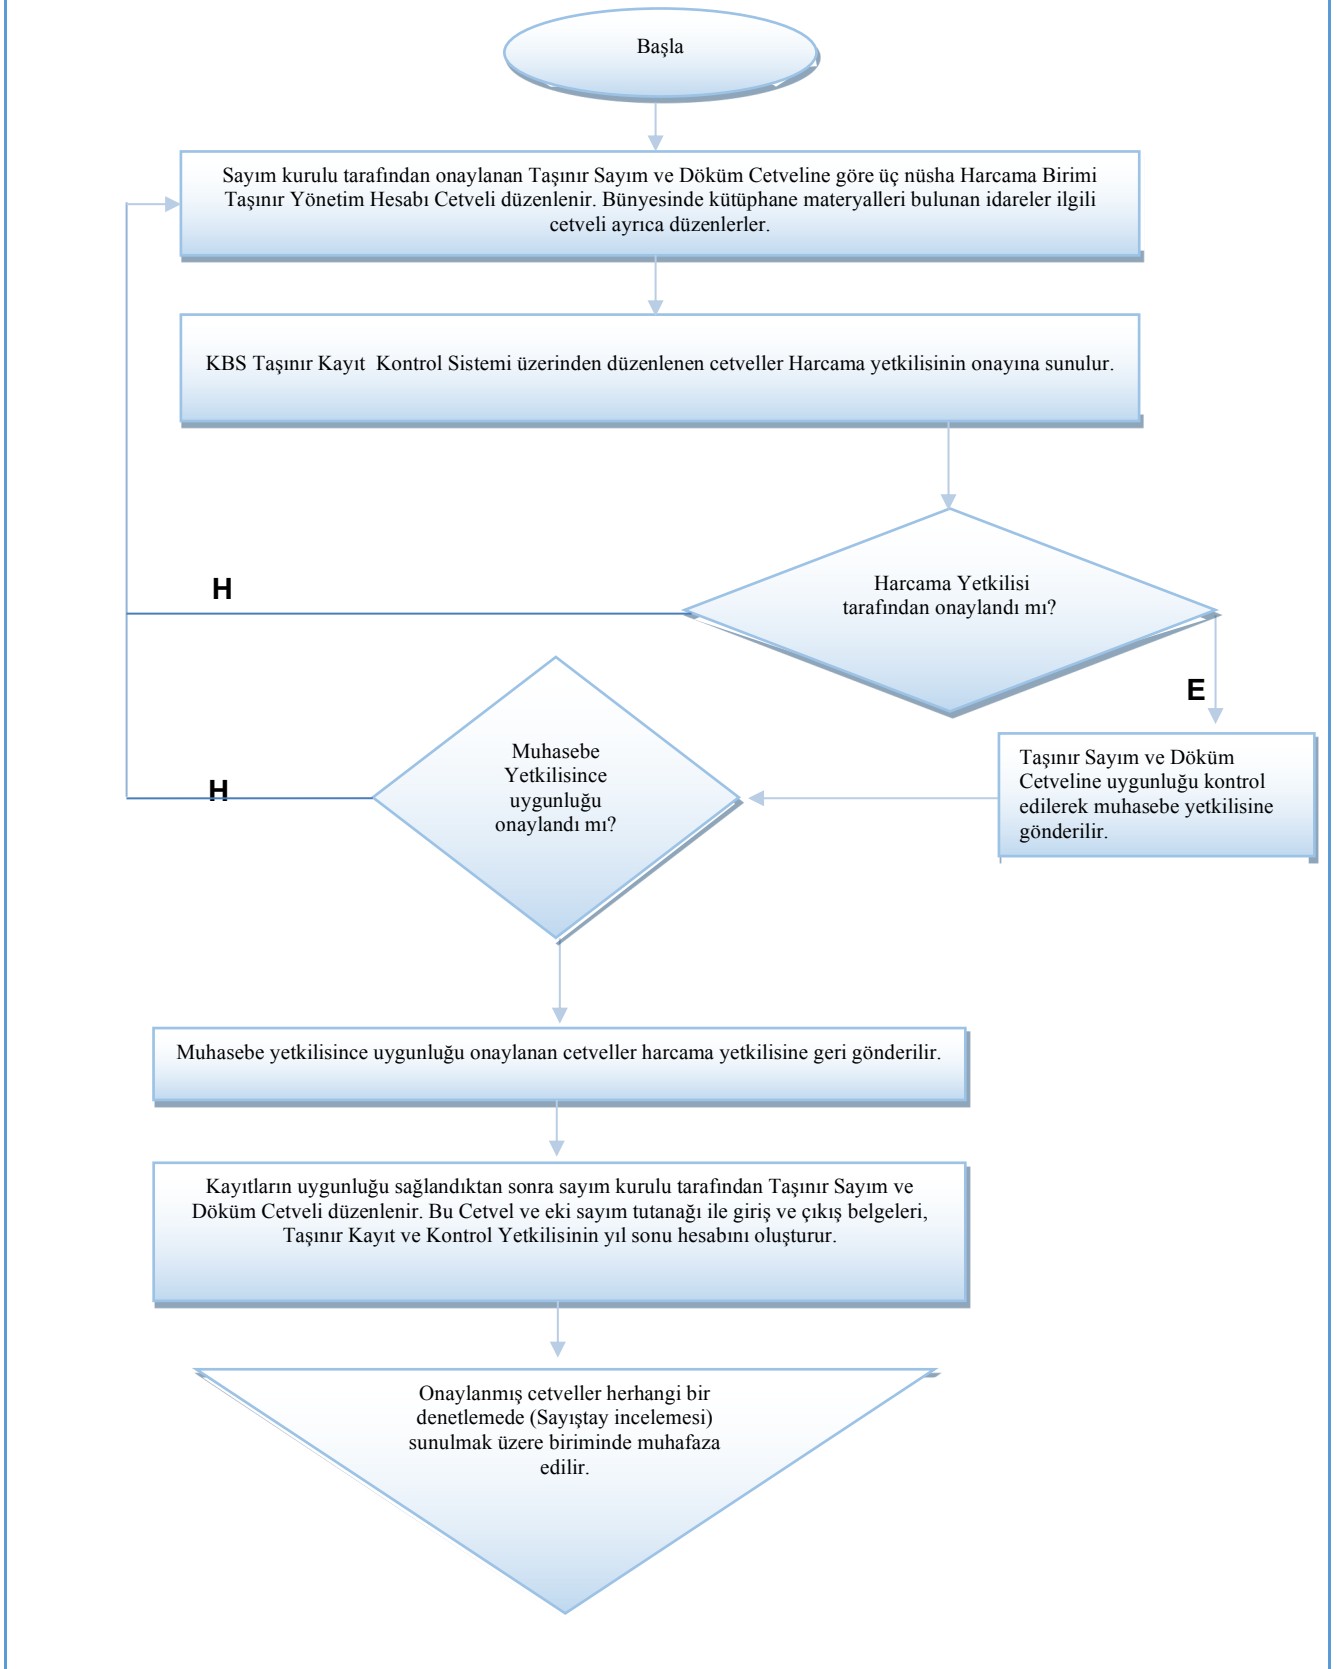 Başla
Sayım kurulu tarafından onaylanan Taşınır Sayım ve Döküm Cetveline göre üç nüsha Harcama Birimi
Taşınır Yönetim Hesabı Cetveli düzenlenir. Bünyesinde kütüphane materyalleri bulunan idareler ilgili
cetveli ayrıca düzenlerler.
KBS Taşınır Kayıt  Kontrol Sistemi üzerinden düzenlenen cetveller Harcama yetkilisinin onayına sunulur.
H
Harcama Yetkilisi
tarafından onaylandı mı?
E
Taşınır Sayım ve Döküm
Cetveline uygunluğu kontrol
edilerek muhasebe yetkilisine
gönderilir.
Muhasebe
Yetkilisince
uygunluğu
onaylandı mı?
H
Muhasebe yetkilisince uygunluğu onaylanan cetveller harcama yetkilisine geri gönderilir.
Kayıtların uygunluğu sağlandıktan sonra sayım kurulu tarafından Taşınır Sayım ve
Döküm Cetveli düzenlenir. Bu Cetvel ve eki sayım tutanağı ile giriş ve çıkış belgeleri,
Taşınır Kayıt ve Kontrol Yetkilisinin yıl sonu hesabını oluşturur.
Onaylanmış cetveller herhangi bir
denetlemede (Sayıştay incelemesi)
sunulmak üzere biriminde muhafaza
edilir.